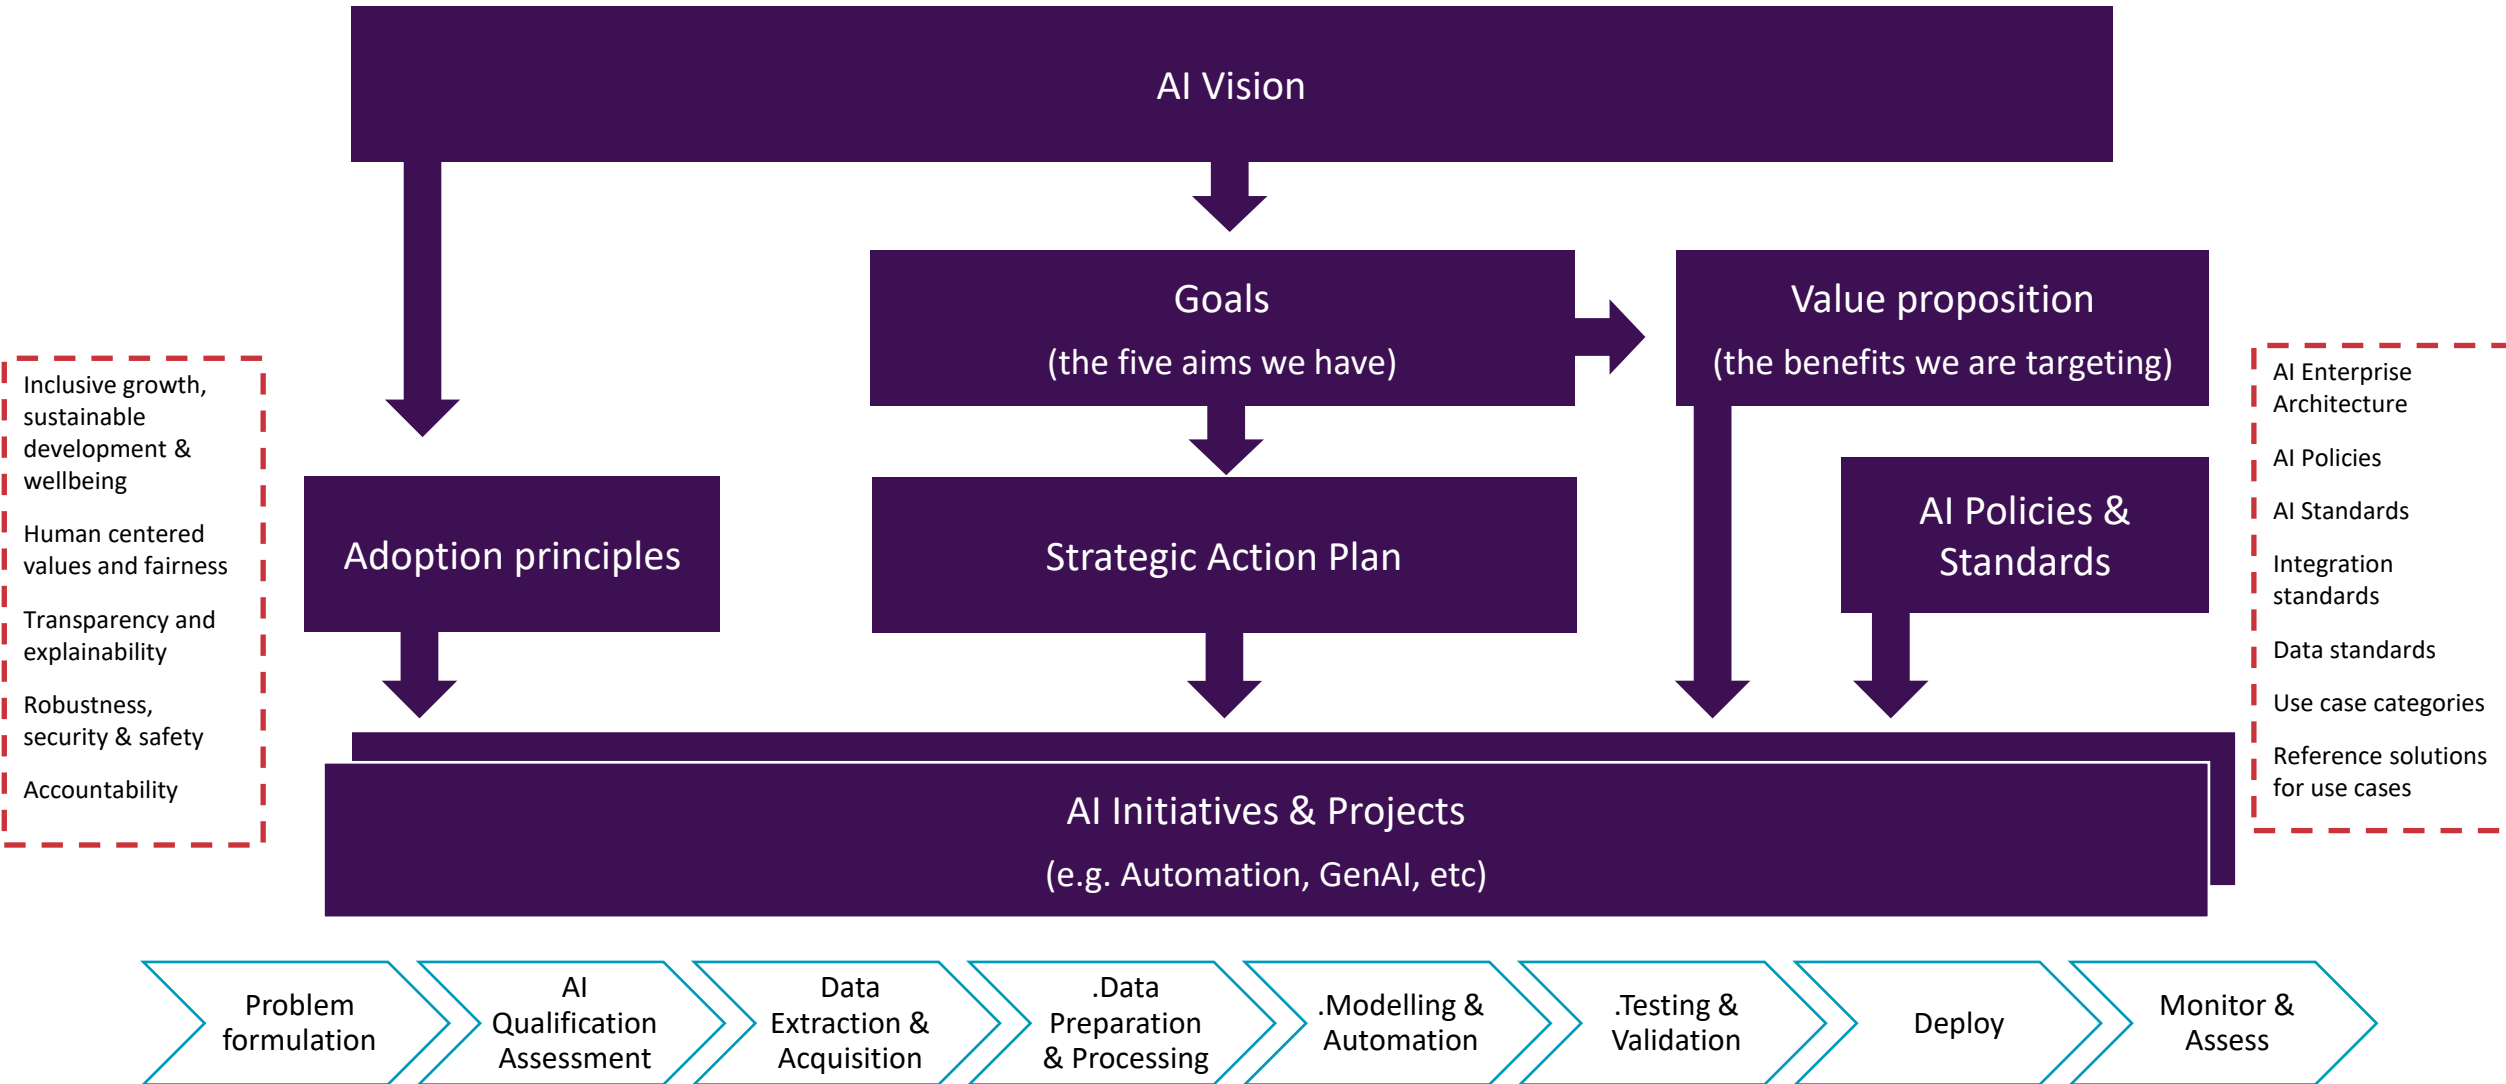 AI Vision
Goals
(the five aims we have)
Value proposition
(the benefits we are targeting)
Inclusive growth,
sustainable
development &
wellbeing
Human centered
values and fairness
Transparency and
explainability
Robustness,
security & safety
Accountability
Adoption principles
Strategic Action Plan
AI Policies &
Standards
AI Enterprise
Architecture
AI Policies
AI Standards
Integration
standards
Data standards
Use case categories
Reference solutions
for use cases
AI Initiatives & Projects
(e.g. Automation, GenAI, etc)
Problem
formulation
AI
Qualification
Assessment
Data
Extraction &
Acquisition
.Data
Preparation
& Processing
.Modelling &
Automation
.Testing &
Validation
Deploy
Monitor &
Assess